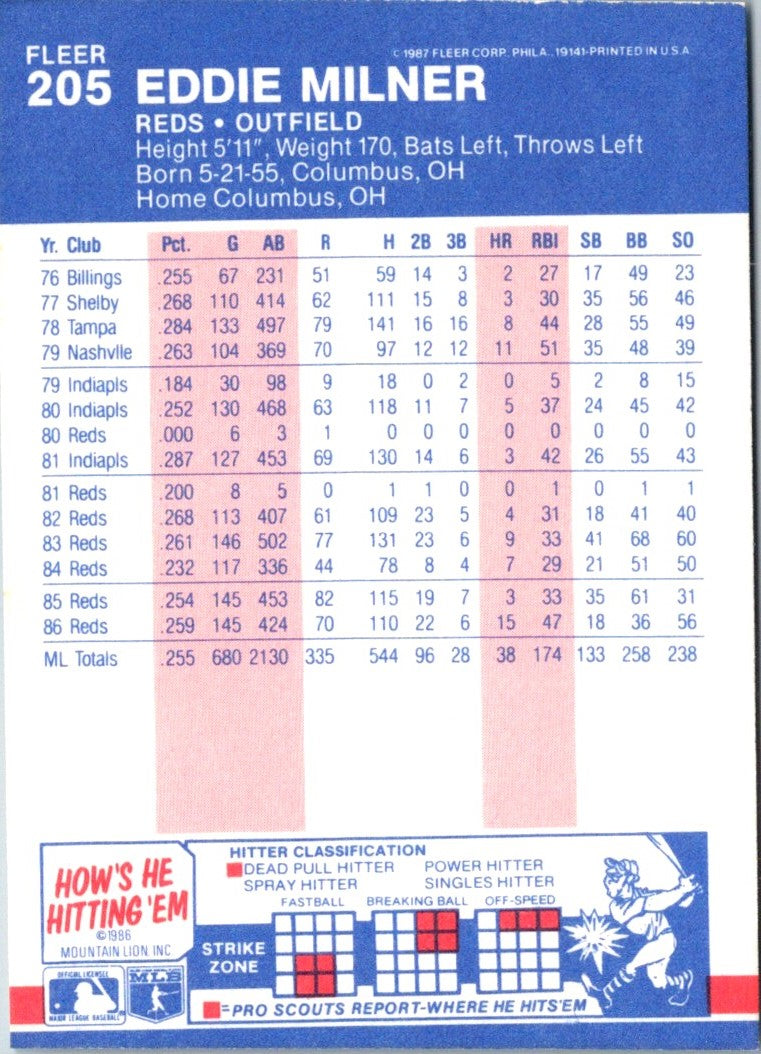 FLEER
© 1987 FLEER CORP. PHILA., 19141-PRINTED IN U.S.A.
205 EDDIE MILNER
REDS • OUTFIELD
Height 5'11", Weight 170, Bats Left, Throws Left
Born 5-21-55, Columbus, OH
Home Columbus, OH
Yr. Club Pct. G AB R H 2B 3B HR RBI SB BB SO
76 Billings .255 67 231 51 59 14 3 2 27 17 49 23
77 Shelby .268 110 414 62 111 15 8 3 30 35 56 46
78 Tampa .284 133 497 79 141 16 16 8 44 28 55 49
79 Nashvlle .263 104 369 70 97 12 12 11 51 35 48 39
79 Indiapls .184 30 98 9 18 0 2 0 5 2 8 15
80 Indiapls .252 130 468 63 118 11 7 5 37 24 45 42
80 Reds .000 6 3 1 0 0 0 0 0 0 0 0
81 Indiapls .287 127 453 69 130 14 6 3 42 26 55 43
81 Reds .200 8 5 0 1 1 0 0 1 0 1 1
82 Reds .268 113 407 61 109 23 5 4 31 18 41 40
83 Reds .261 146 502 77 131 23 6 9 33 41 68 60
84 Reds .232 117 336 44 78 8 4 7 29 21 51 50
85 Reds .254 145 453 82 115 19 7 3 33 35 61 31
86 Reds .259 145 424 70 110 22 6 15 47 18 36 56
ML Totals .255 680 2130 335 544 96 28 38 174 133 258 238
HOW'S HE
HITTING 'EM
©1986
MOUNTAIN LION, INC
HITTER CLASSIFICATION
DEAD PULL HITTER POWER HITTER
SPRAY HITTER SINGLES HITTER
FASTBALL BREAKING BALL OFF-SPEED
STRIKE
ZONE
OFFICIAL LICENSEE
MAJOR LEAGUE BASEBALL
=PRO SCOUTS REPORT-WHERE HE HITS'EM